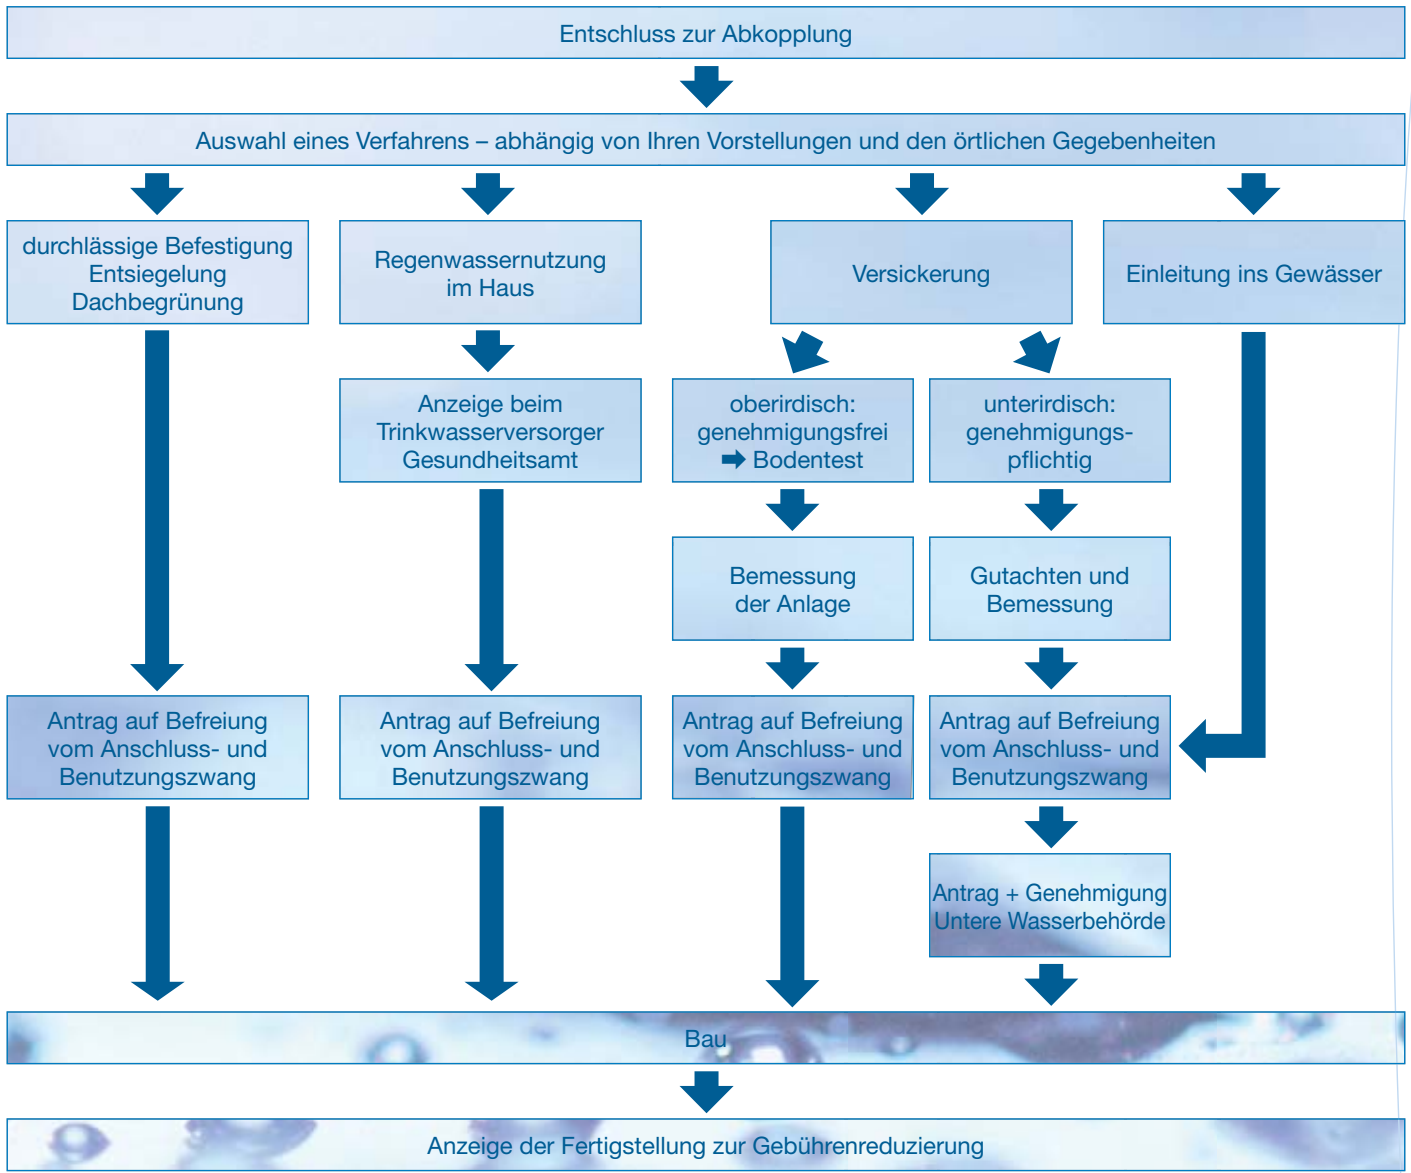 Entschluss zur Abkopplung
Auswahl eines Verfahrens – abhängig von Ihren Vorstellungen und den örtlichen Gegebenheiten
durchlässige Befestigung
Entsiegelung
Dachbegrünung
Regenwassernutzung
im Haus
Versickerung
Einleitung ins Gewässer
Anzeige beim
Trinkwasserversorger
Gesundheitsamt
oberirdisch:
genehmigungsfrei
➡ Bodentest
unterirdisch:
genehmigungs-
pflichtig
Bemessung
der Anlage
Gutachten und
Bemessung
Antrag auf Befreiung
vom Anschluss- und
Benutzungszwang
Antrag auf Befreiung
vom Anschluss- und
Benutzungszwang
Antrag auf Befreiung
vom Anschluss- und
Benutzungszwang
Antrag auf Befreiung
vom Anschluss- und
Benutzungszwang
Antrag + Genehmigung
Untere Wasserbehörde
Bau
Anzeige der Fertigstellung zur Gebührenreduzierung